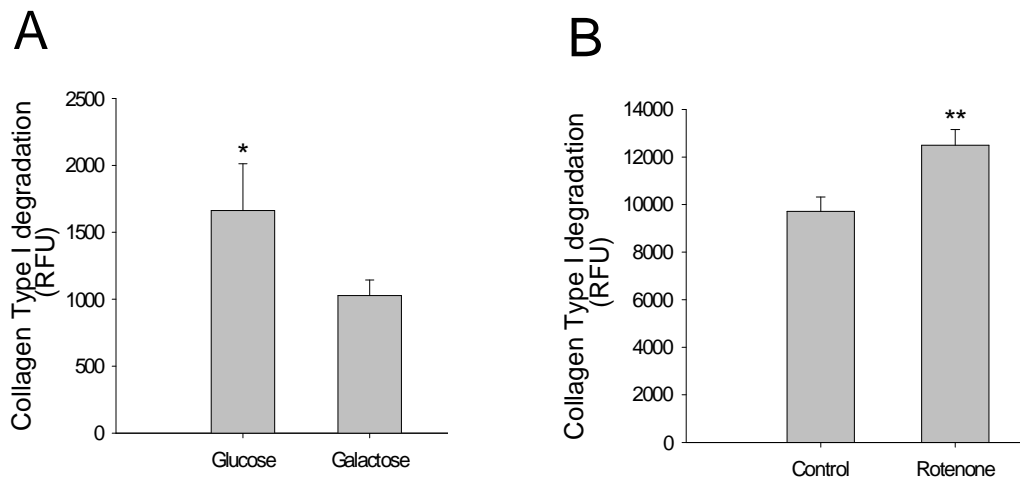 A
Collagen Type I degradation
(RFU)
2500
2000
1500
1000
500
0
*
Glucose
Galactose
B
Collagen Type I degradation
(RFU)
14000
12000
10000
8000
6000
4000
2000
0
**
Control
Rotenone